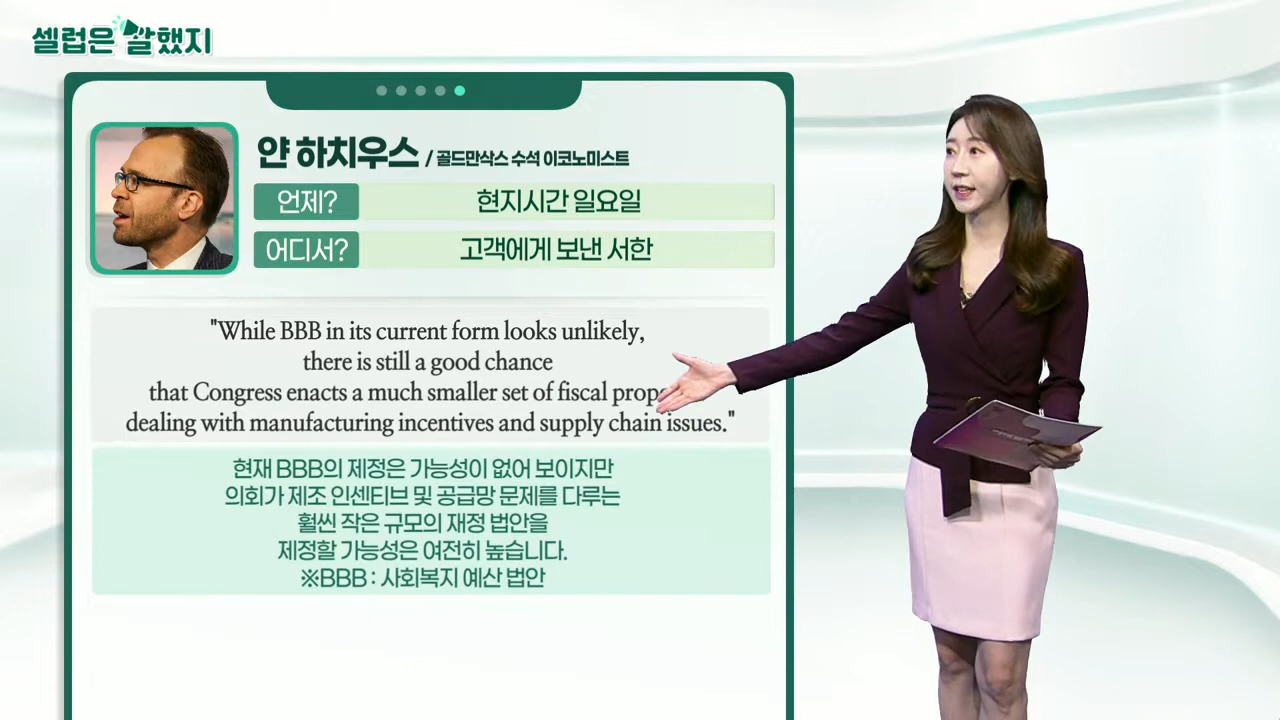 셀럽은 말했지
얀 하치우스 / 골드만삭스 수석 이코노미스트
언제? 현지시간 일요일
어디서? 고객에게 보낸 서한
"While BBB in its current form looks unlikely,
there is still a good chance
that Congress enacts a much smaller set of fiscal
dealing with manufacturing incentives and supply chain issues."
현재 BBB의 제정은 가능성이 없어 보이지만
의회가 제조 인센티브 및 공급망 문제를 다루는
훨씬 작은 규모의 재정 법안을
제정할 가능성은 여전히 높습니다.
※BBB : 사회복지 예산 법안